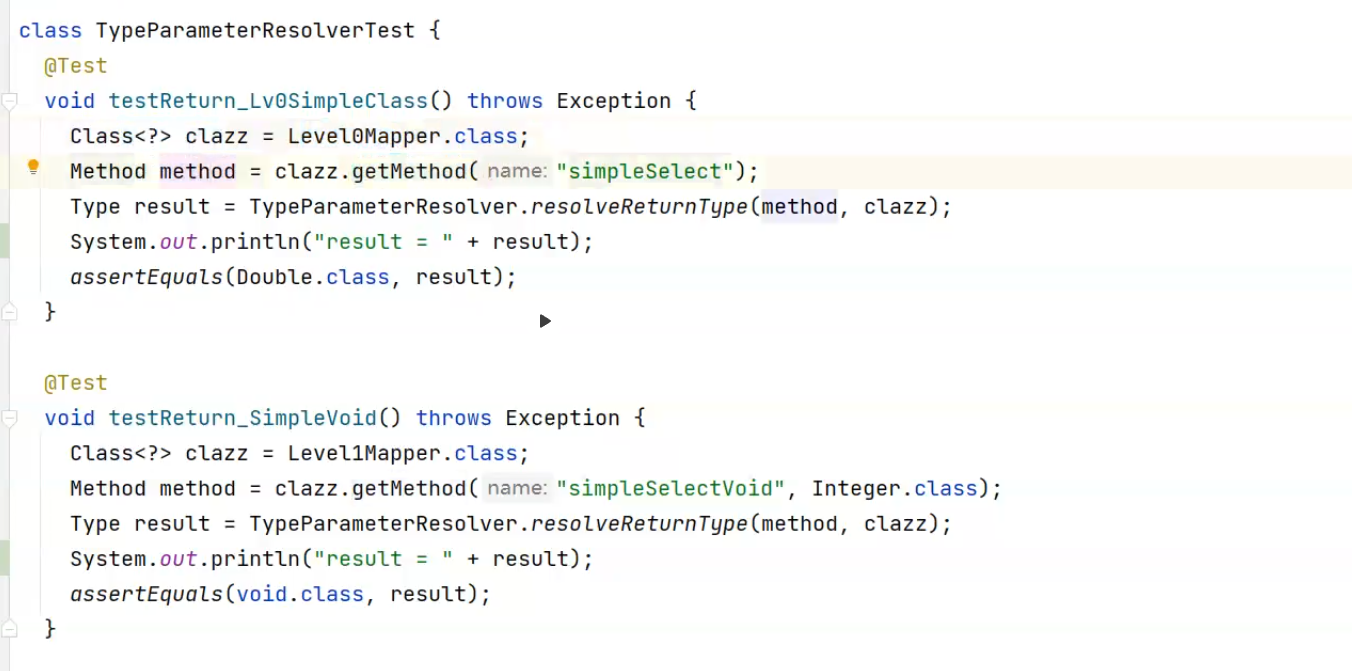 class TypeParameterResolverTest {
@Test
void testReturn_Lv0SimpleClass() throws Exception {
Class<?> clazz = Level0Mapper.class;
Method method = clazz.getMethod( name: "simpleSelect");
Type result = TypeParameterResolver.resolveReturnType(method, clazz);
System.out.println("result = " + result);
assertEquals(Double.class, result);
}
@Test
void testReturn_SimpleVoid() throws Exception {
Class<?> clazz = Level1Mapper.class;
Method method = clazz.getMethod( name: "simpleSelectVoid", Integer.class);
Type result = TypeParameterResolver.resolveReturnType(method, clazz);
System.out.println("result = " + result);
assertEquals(void.class, result);
}